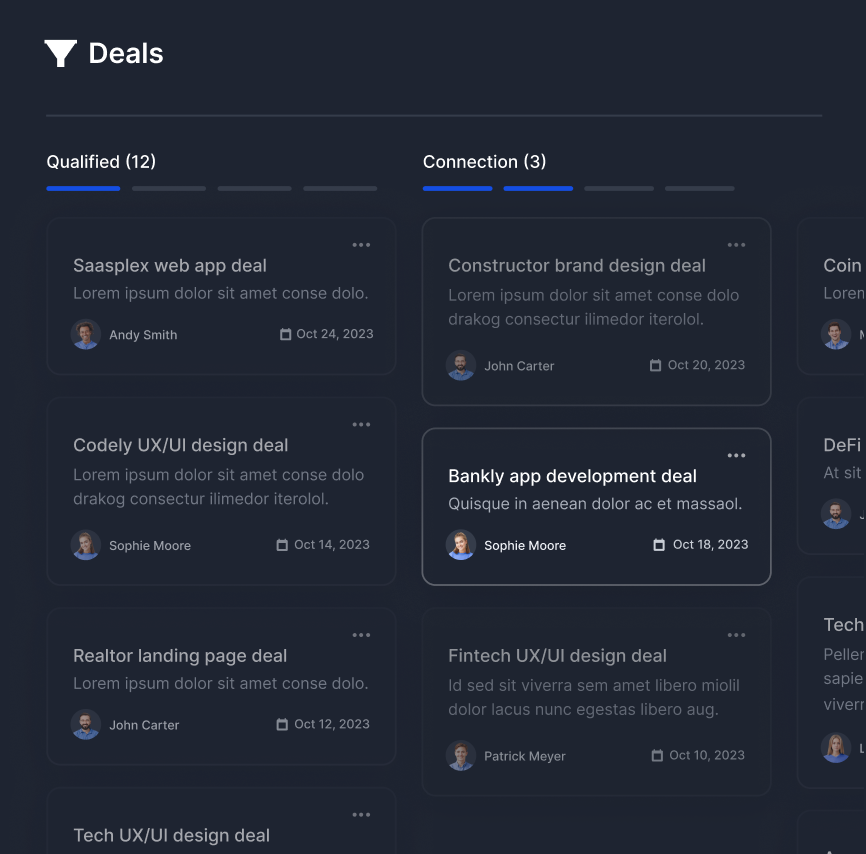 Deals
Qualified (12)
Saasplex web app deal
Lorem ipsum dolor sit amet conse dolo.
Andy Smith
Oct 24, 2023
Codely UX/UI design deal
Lorem ipsum dolor sit amet conse dolo
drakog consectur ilimedor iterolol.
Sophie Moore
Oct 14, 2023
Realtor landing page deal
Lorem ipsum dolor sit amet conse dolo.
John Carter
Oct 12, 2023
Tech UX/UI design deal
Connection (3)
Constructor brand design deal
Lorem ipsum dolor sit amet conse dolo
drakog consectur ilimedor iterolol.
John Carter
Oct 20, 2023
Bankly app development deal
Quisque in aenean dolor ac et massaol.
Sophie Moore
Oct 18, 2023
Fintech UX/UI design deal
Id sed sit viverra sem amet libero miolil
dolor lacus nunc egestas libero aug.
Patrick Meyer
Oct 10, 2023
Coin
Loren
DeFi
At sit
Tech
Peller
sapie
viverr